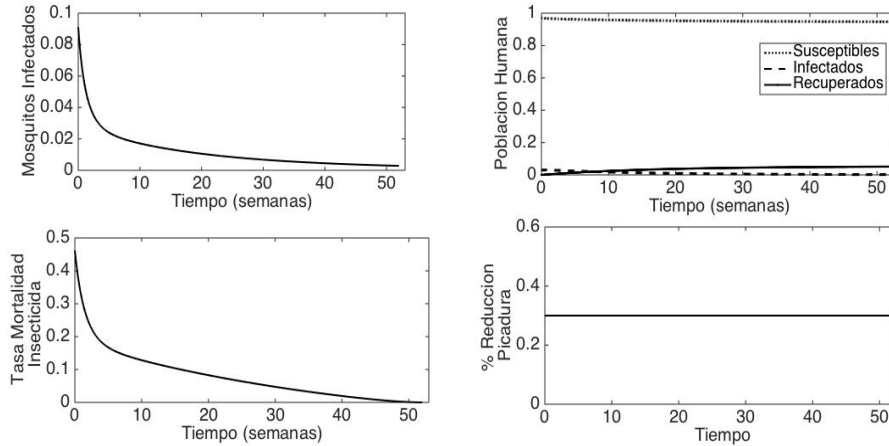 Mosquitos Infectados
0.1
0.08
0.06
0.04
0.02
0
0 10 20 30 40 50
Tiempo (semanas)
Poblacion Humana
1
0.8
0.6
0.4
0.2
0
Susceptibles
Infectados
Recuperados
0 10 20 30 40 50
Tiempo (semanas)
Tasa Mortalidad
Insecticida
0.5
0.4
0.3
0.2
0.1
0
0 10 20 30 40 50
Tiempo (semanas)
% Reduccion
Picadura
0.6
0.4
0.2
0
0 10 20 30 40 50
Tiempo